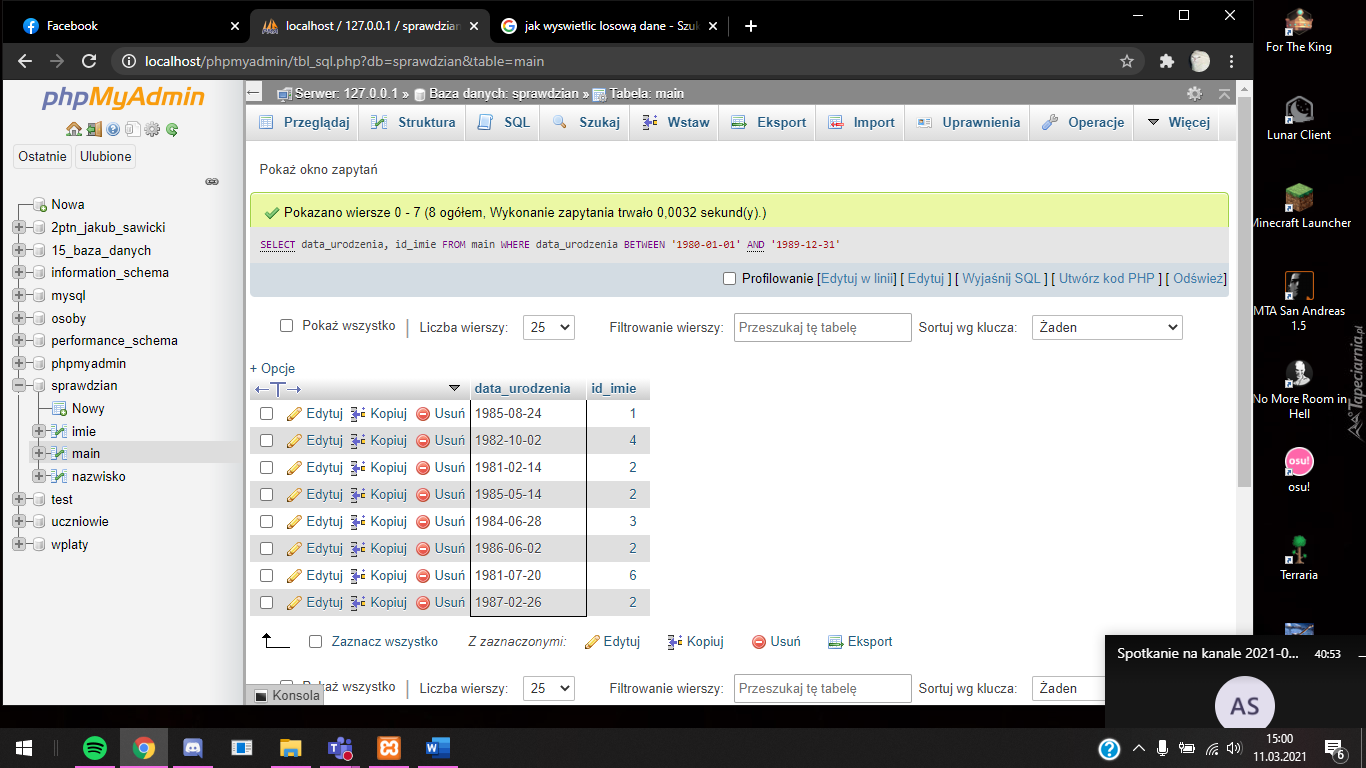 Facebook
localhost / 127.0.0.1 / sprawdzian
jak wyswietlic losową dane - Szuk
localhost/phpmyadmin/tbl_sql.php?db=sprawdzian&table=main
phpMyAdmin
Ostatnie Ulubione
Nowa
2ptn_jakub_sawicki
15_baza_danych
information_schema
mysql
osoby
performance_schema
phpmyadmin
sprawdzian
Nowy
imie
main
nazwisko
test
uczniowie
wplaty
Serwer: 127.0.0.1 » Baza danych: sprawdzian » Tabela: main
Przeglądaj Struktura SQL Szukaj Wstaw Eksport Import Uprawnienia Operacje Więcej
Pokaż okno zapytań
Pokazano wiersze 0 - 7 (8 ogółem, Wykonanie zapytania trwało 0,0032 sekund(y).)
SELECT data_urodzenia, id_imie FROM main WHERE data_urodzenia BETWEEN '1980-01-01' AND '1989-12-31'
Profilowanie [Edytuj w linii] [ Edytuj ] [ Wyjaśnij SQL ] [ Utwórz kod PHP ] [ Odśwież]
Pokaż wszystko | Liczba wierszy: 25 Filtrowanie wierszy: Przeszukaj tę tabelę Sortuj wg klucza: Żaden
+ Opcje
←T→ data_urodzenia id_imie
Edytuj Kopiuj Usuń 1985-08-24 1
Edytuj Kopiuj Usuń 1982-10-02 4
Edytuj Kopiuj Usuń 1981-02-14 2
Edytuj Kopiuj Usuń 1985-05-14 2
Edytuj Kopiuj Usuń 1984-06-28 3
Edytuj Kopiuj Usuń 1986-06-02 2
Edytuj Kopiuj Usuń 1981-07-20 6
Edytuj Kopiuj Usuń 1987-02-26 2
Zaznacz wszystko Z zaznaczonymi: Edytuj Kopiuj Usuń Eksport
Pokaż wszystko | Liczba wierszy: 25 Filtrowanie wierszy: Przeszukaj tę tabelę Sortuj wg klucza: Żaden
Konsola
For The King
Lunar Client
Minecraft Launcher
MTA San Andreas
1.5
No More Room in
Hell
osu!
osu!
Terraria
Tapeciarnia.pl
Spotkanie na kanale 2021-0... 40:53
AS
15:00
11.03.2021
6